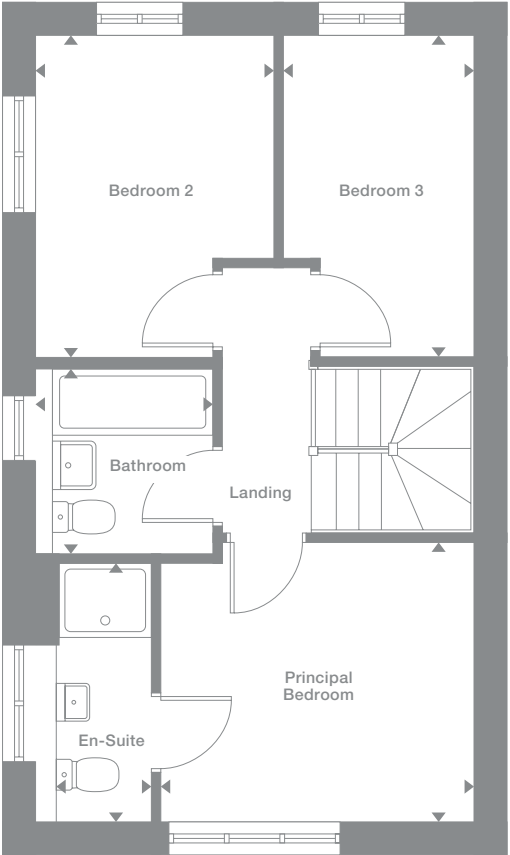 Bedroom 2
Bedroom 3
Bathroom
Landing
Principal
Bedroom
En-Suite